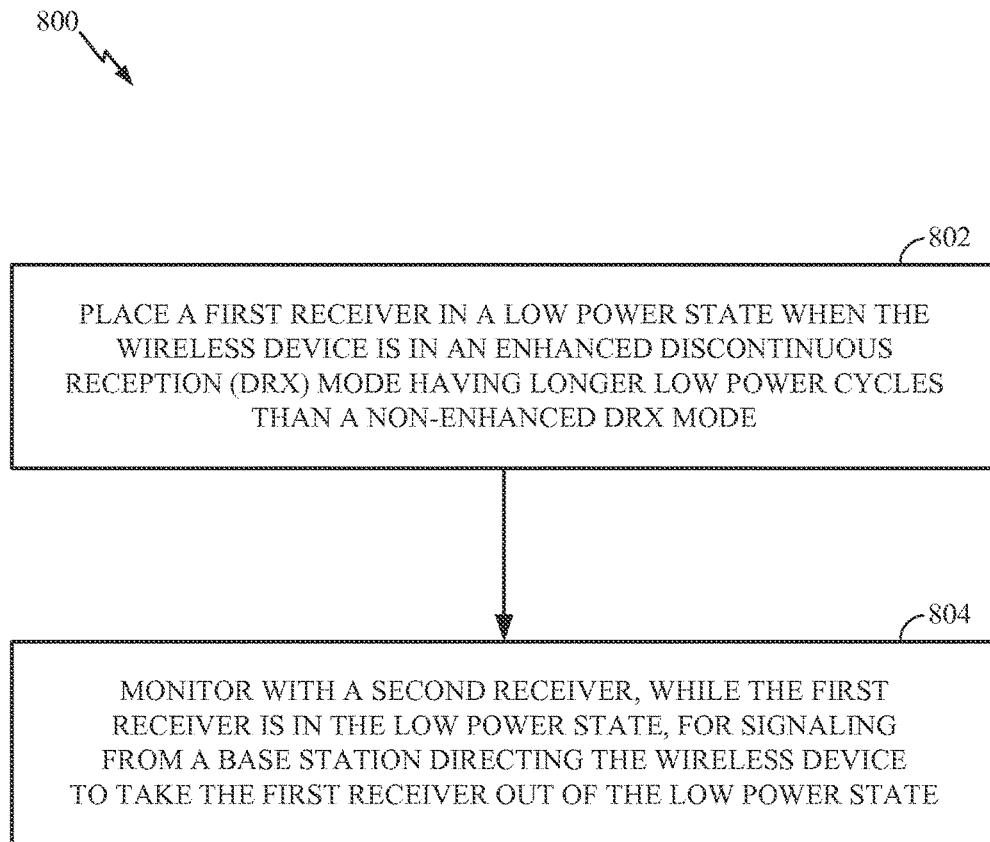 800
802
PLACE A FIRST RECEIVER IN A LOW POWER STATE WHEN THE
WIRELESS DEVICE IS IN AN ENHANCED DISCONTINUOUS
RECEPTION (DRX) MODE HAVING LONGER LOW POWER CYCLES
THAN A NON-ENHANCED DRX MODE
804
MONITOR WITH A SECOND RECEIVER, WHILE THE FIRST
RECEIVER IS IN THE LOW POWER STATE, FOR SIGNALING
FROM A BASE STATION DIRECTING THE WIRELESS DEVICE
TO TAKE THE FIRST RECEIVER OUT OF THE LOW POWER STATE